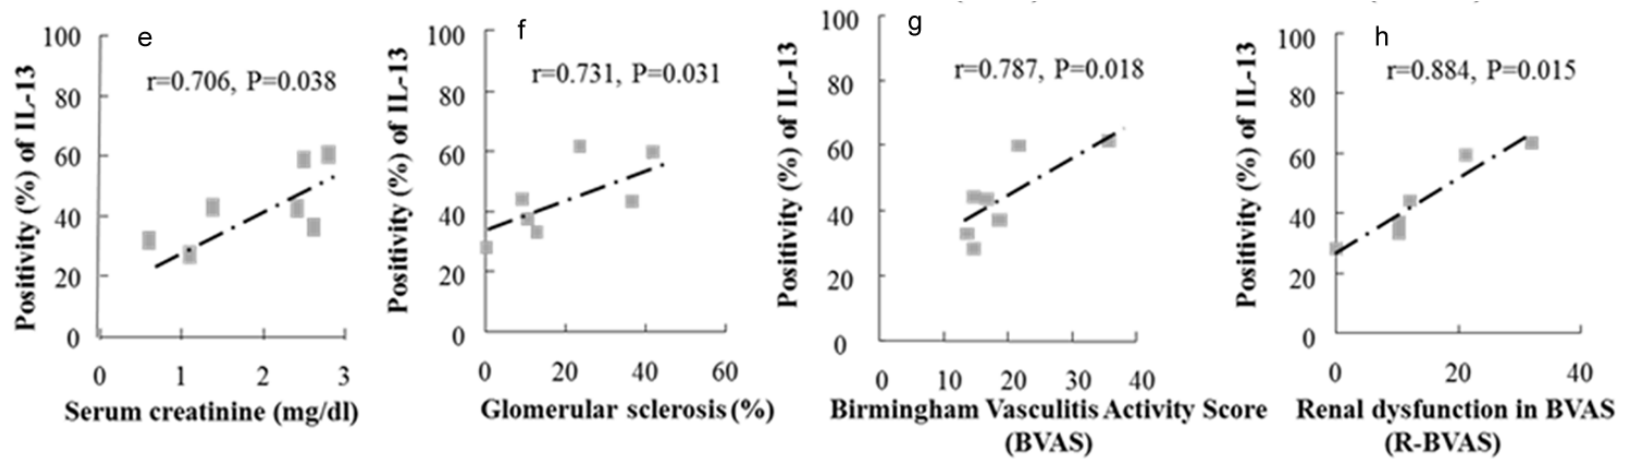 e
r=0.706, P=0.038
Positivity (%) of IL-13
100
80
60
40
20
0
0 1 2 3
Serum creatinine (mg/dl)
f
r=0.731, P=0.031
Positivity (%) of IL-13
100
80
60
40
20
0
0 20 40 60
Glomerular sclerosis (%)
g
r=0.787, P=0.018
Positivity (%) of IL-13
100
80
60
40
20
0
0 10 20 30 40
Birmingham Vasculitis Activity Score
(BVAS)
h
r=0.884, P=0.015
Positivity (%) of IL-13
100
80
60
40
20
0
0 20 40
Renal dysfunction in BVAS
(R-BVAS)